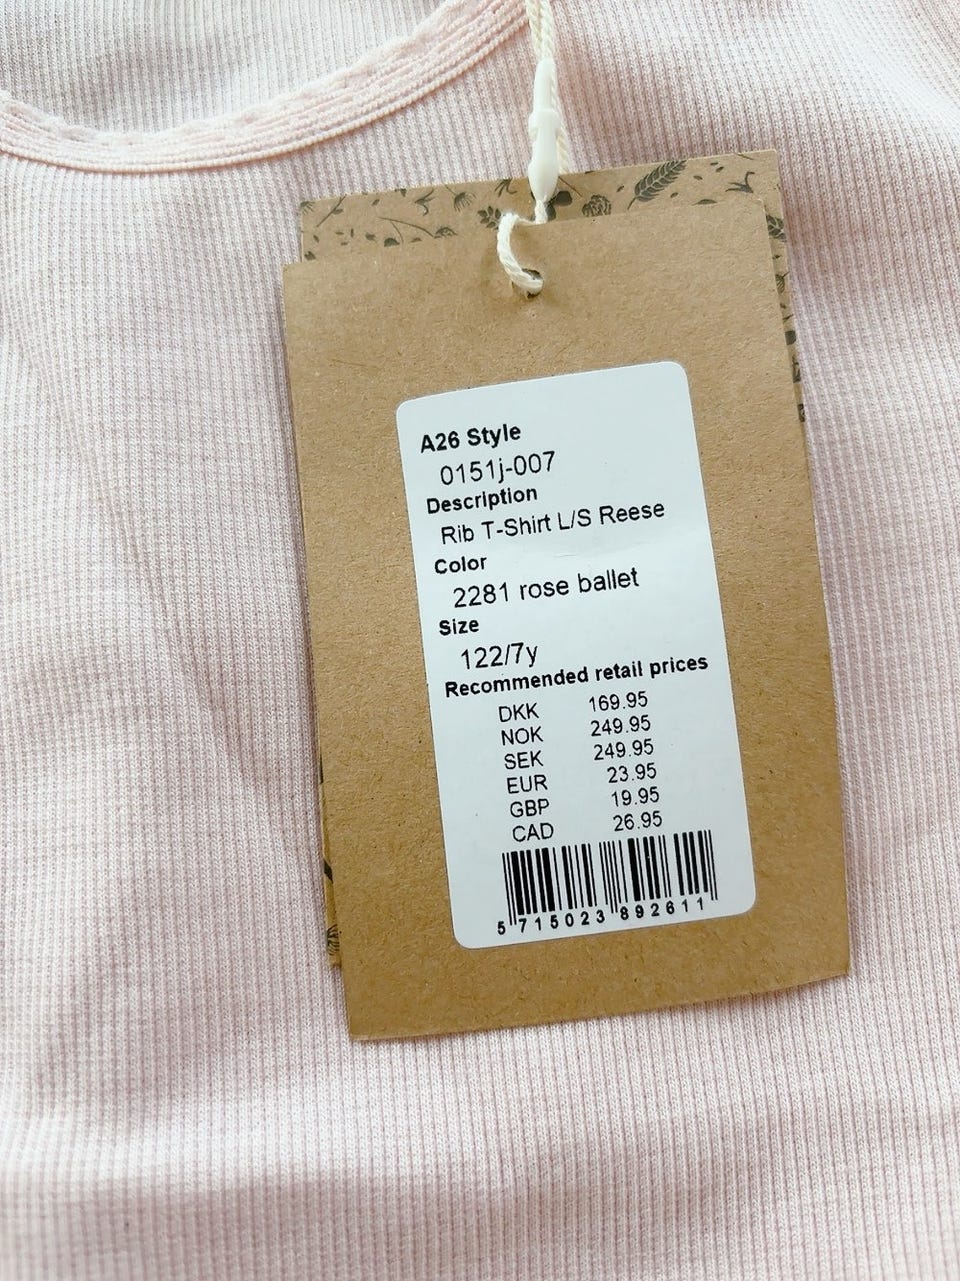 A26 Style
0151j-007
Description
Rib T-Shirt L/S Reese
Color
2281 rose ballet
Size
122/7y
Recommended retail prices
DKK 169.95
NOK 249.95
SEK 249.95
EUR 23.95
GBP 19.95
CAD 26.95
5 715023 892611